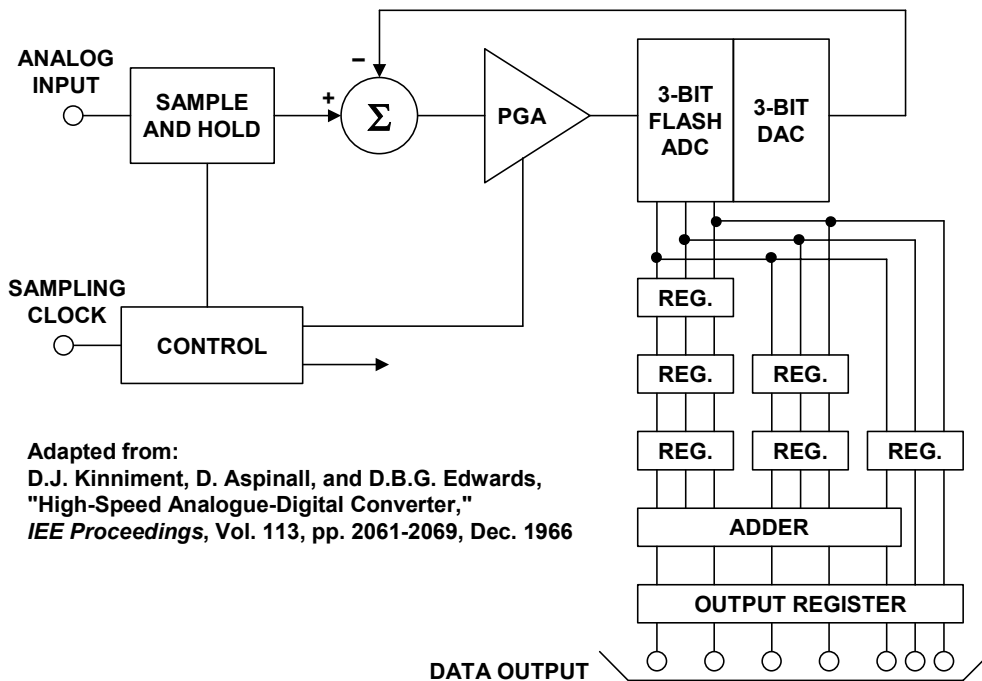 ANALOG
INPUT
SAMPLE
AND HOLD
+
−
Σ
PGA
3-BIT
FLASH
ADC
3-BIT
DAC
SAMPLING
CLOCK
CONTROL
REG.
REG.
REG.
REG.
REG.
REG.
Adapted from:
D.J. Kinniment, D. Aspinall, and D.B.G. Edwards,
"High-Speed Analogue-Digital Converter,"
IEE Proceedings, Vol. 113, pp. 2061-2069, Dec. 1966
ADDER
OUTPUT REGISTER
DATA OUTPUT